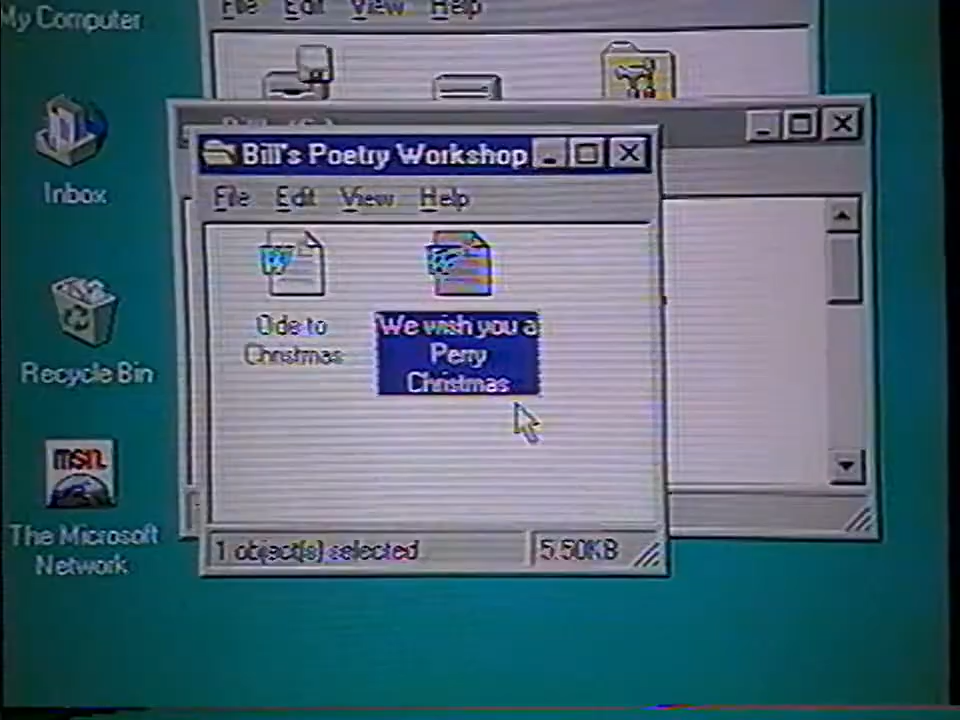 My Computer
File Edit View Help
Inbox
Bill's Poetry Workshop
File Edit View Help
Ode to
Christmas
We wish you a
Perry
Christmas
Recycle Bin
msn.
The Microsoft
Network
1 object(s) selected
5.50KB